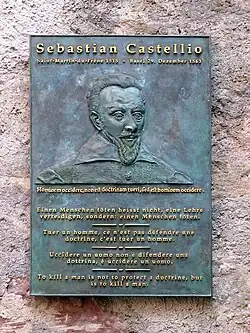 Sebastian Castellio
Saint-Martin-du-Frêne 1515 - Basel 29. Dezember 1563
Hominem occidere, non est doctrinam tueri, sed est hominem occidere.
Einen Menschen töten heisst nicht, eine Lehre
verteidigen, sondern: einen Menschen töten.
Tuer un homme, ce n'est pas défendre une
doctrine, c'est tuer un homme.
Uccidere un uomo non è difendere una
dottrina, è uccidere un uomo.
To kill a man is not to protect a doctrine, but
is to kill a man.